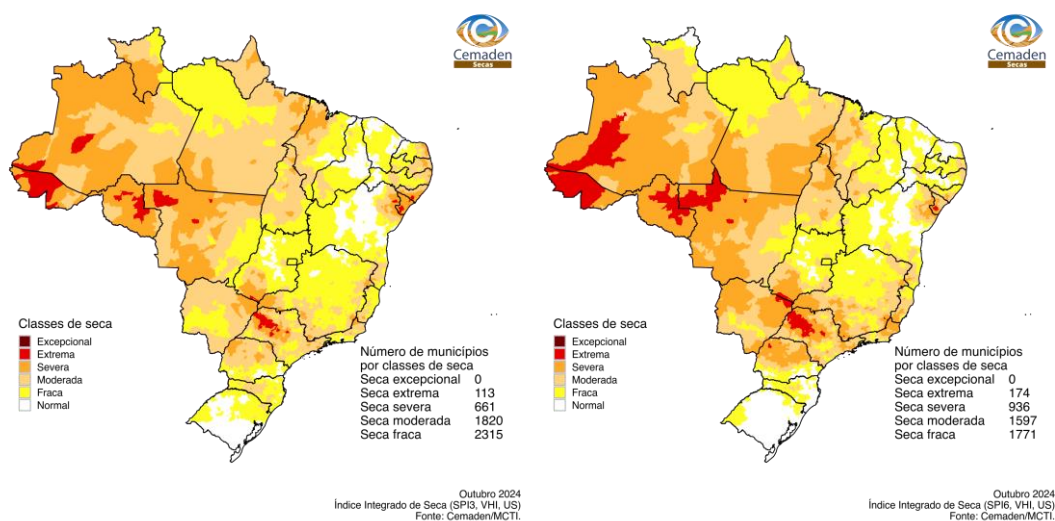 Cemaden
Secas
Classes de seca
Excepcional
Extrema
Severa
Moderada
Fraca
Normal
Número de municípios
por classes de seca
Seca excepcional 0
Seca extrema 113
Seca severa 661
Seca moderada 1820
Seca fraca 2315
Outubro 2024
Índice Integrado de Seca (SPI3, VHI, US)
Fonte: Cemaden/MCTI.
Cemaden
Secas
Classes de seca
Excepcional
Extrema
Severa
Moderada
Fraca
Normal
Número de municípios
por classes de seca
Seca excepcional 0
Seca extrema 174
Seca severa 936
Seca moderada 1597
Seca fraca 1771
Outubro 2024
Índice Integrado de Seca (SPI6, VHI, US)
Fonte: Cemaden/MCTI.